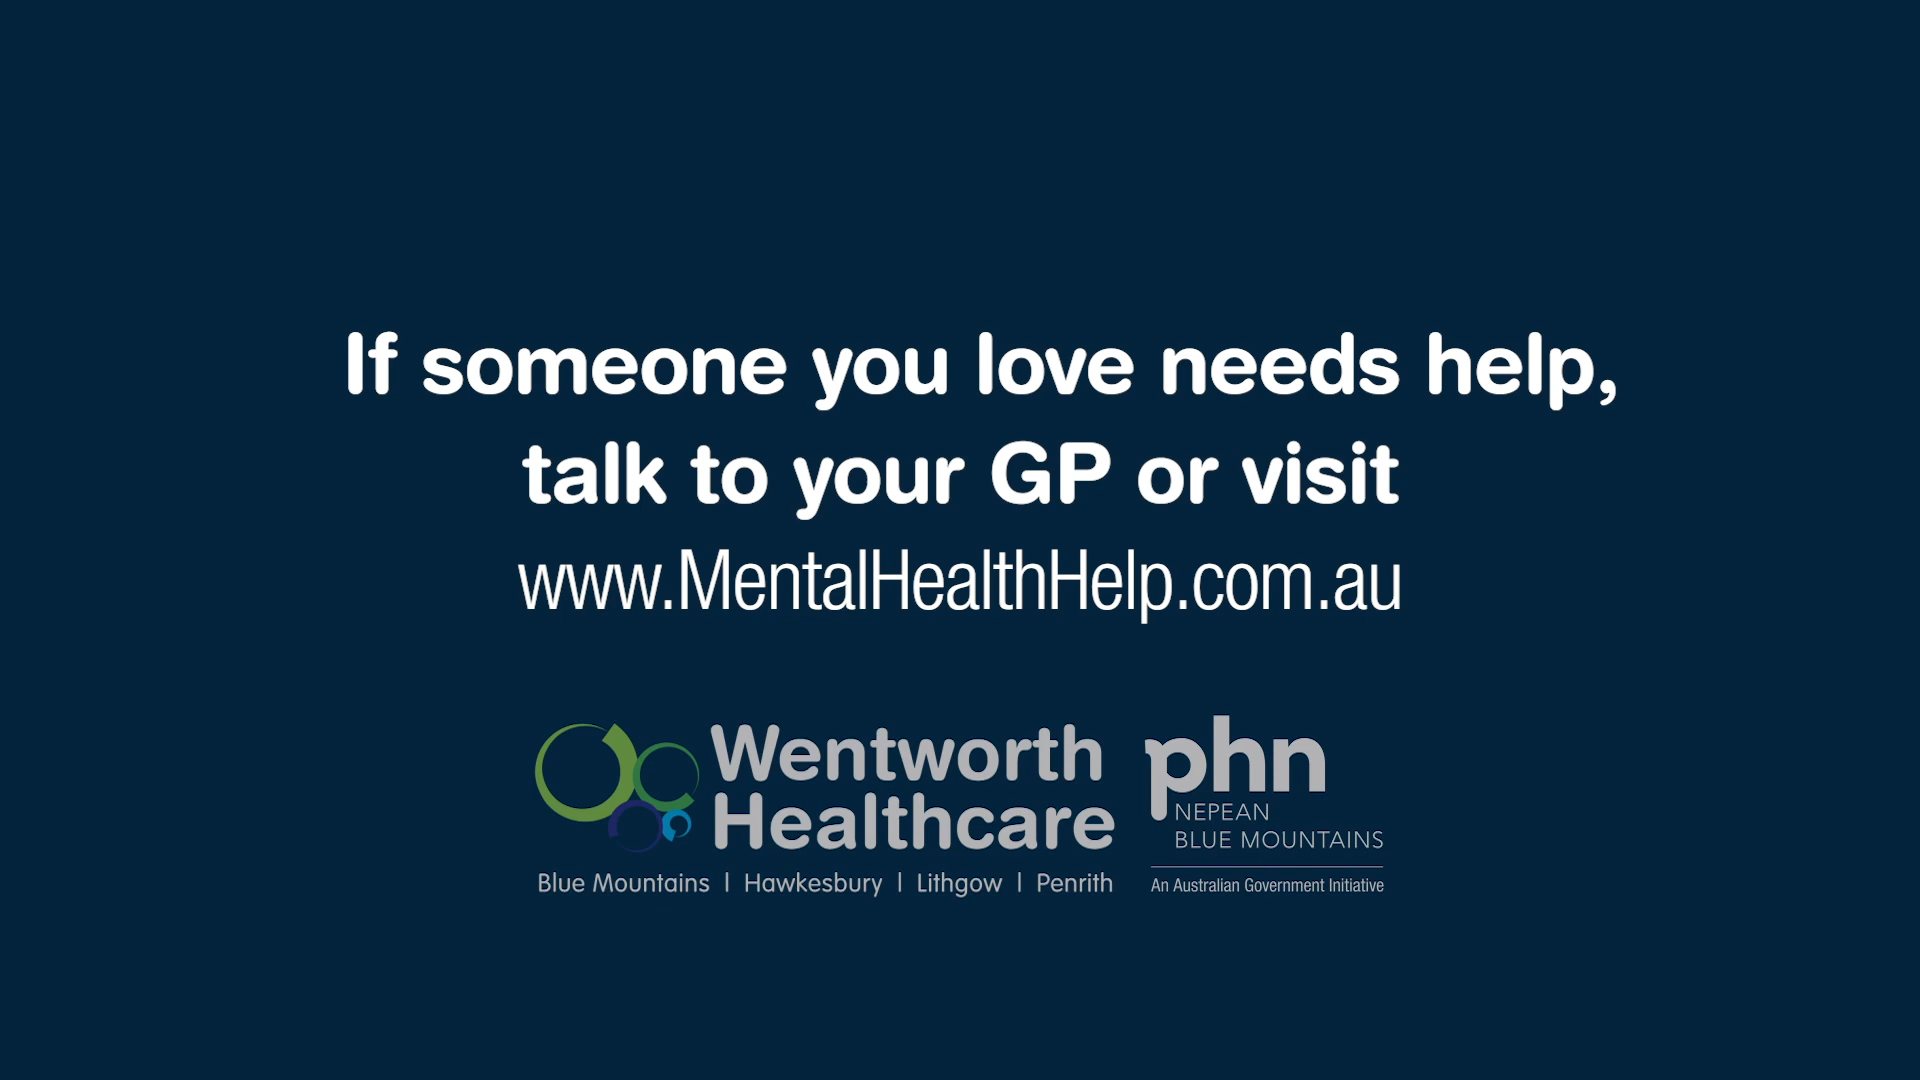 If someone you love needs help,
talk to your GP or visit
www.MentalHealthHelp.com.au
Wentworth
Healthcare
Blue Mountains | Hawkesbury | Lithgow | Penrith
phn
NEPEAN
BLUE MOUNTAINS
An Australian Government Initiative